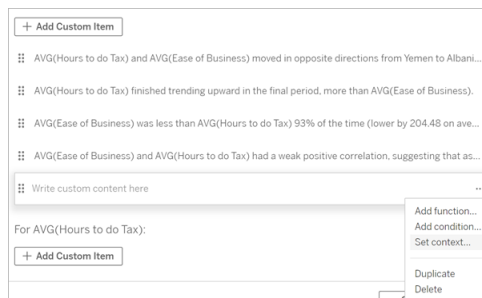 + Add Custom Item
AVG(Hours to do Tax) and AVG(Ease of Business) moved in opposite directions from Yemen to Albani...
AVG(Hours to do Tax) finished trending upward in the final period, more than AVG(Ease of Business).
AVG(Ease of Business) was less than AVG(Hours to do Tax) 93% of the time (lower by 204.48 on ave...
AVG(Ease of Business) and AVG(Hours to do Tax) had a weak positive correlation, suggesting that as...
Write custom content here
Add function...
Add condition...
Set context...
For AVG(Hours to do Tax):
+ Add Custom Item
Duplicate
Delete